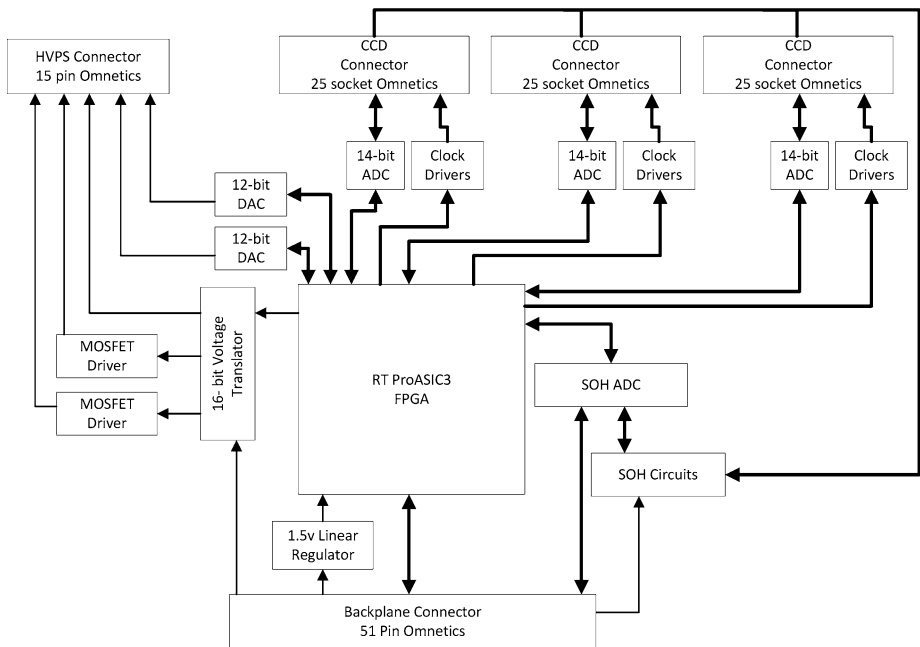 HVPS Connector
15 pin Omnetics
CCD
Connector
25 socket Omnetics
CCD
Connector
25 socket Omnetics
CCD
Connector
25 socket Omnetics
14-bit
ADC
Clock
Drivers
14-bit
ADC
Clock
Drivers
14-bit
ADC
Clock
Drivers
12-bit
DAC
12-bit
DAC
16- bit Voltage
Translator
MOSFET
Driver
MOSFET
Driver
RT ProASIC3
FPGA
SOH ADC
SOH Circuits
1.5v Linear
Regulator
Backplane Connector
51 Pin Omnetics